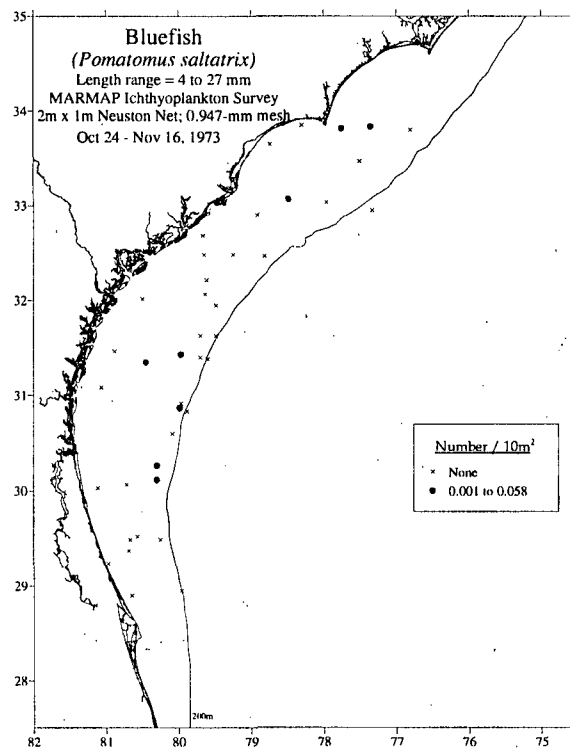 Bluefish
(Pomatomus saltatrix)
Length range = 4 to 27 mm
MARMAP Ichthyoplankton Survey
2m x 1m Neuston Net; 0.947-mm mesh
Oct 24 - Nov 16, 1973
35
34
33
32
31
30
29
28
Number / 10m²
× None
● 0.001 to 0.058
200m
82 81 80 79 78 77 76 75